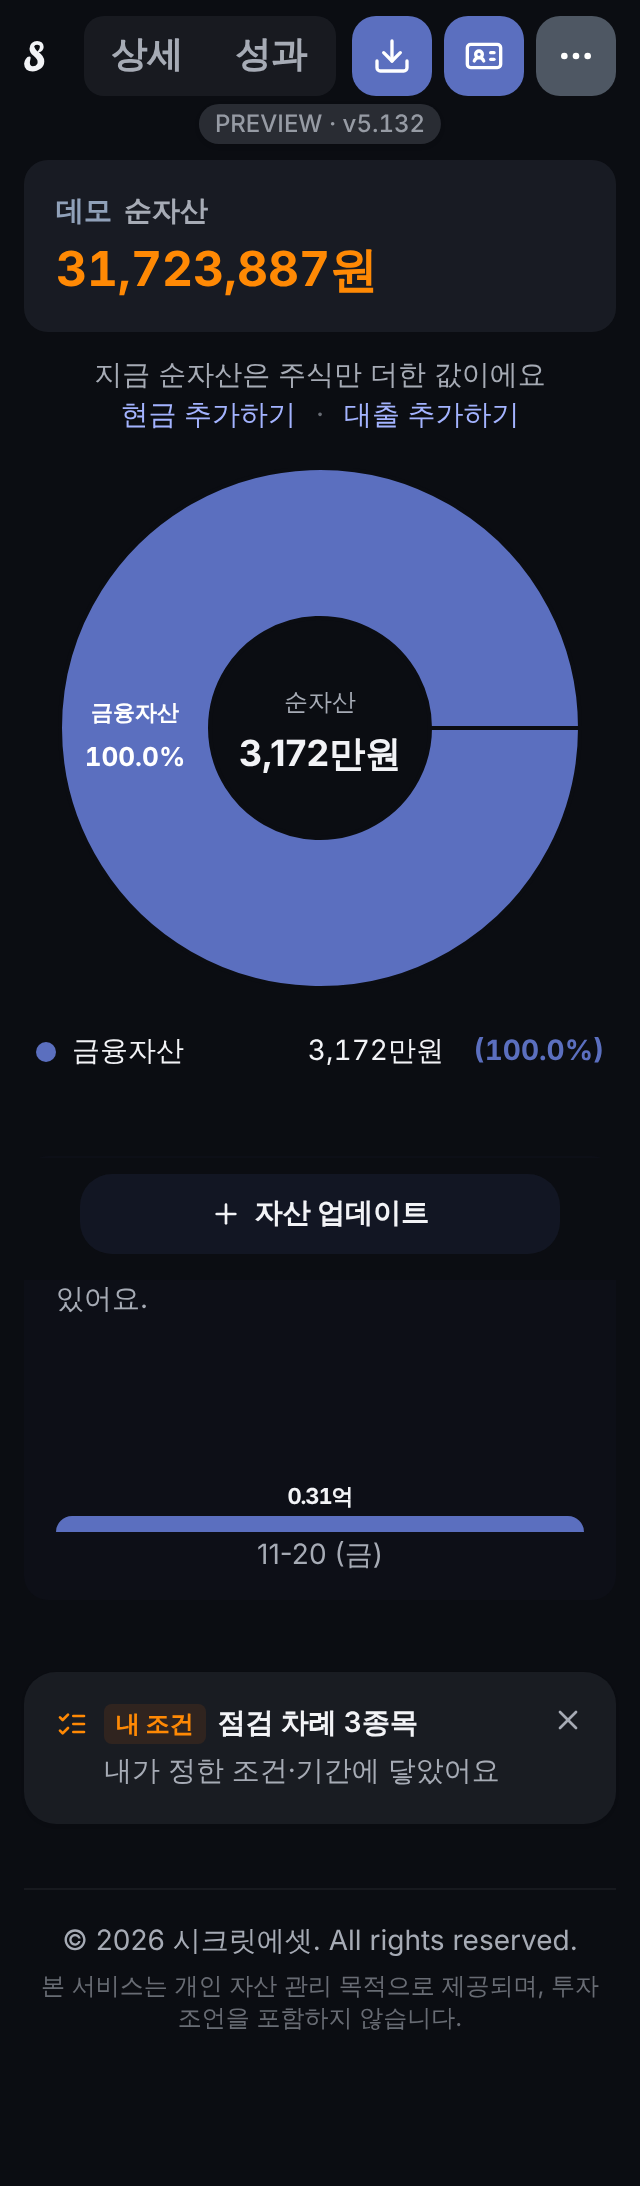 S
상세 성과
PREVIEW · v5.132
데모 순자산
31,723,887원
지금 순자산은 주식만 더한 값이에요
현금 추가하기 · 대출 추가하기
금융자산
100.0%
순자산
3,172만원
금융자산 3,172만원 (100.0%)
+ 자산 업데이트
있어요.
0.31억
11-20 (금)
내 조건 점검 차례 3종목
내가 정한 조건·기간에 닿았어요
© 2026 시크릿에셋. All rights reserved.
본 서비스는 개인 자산 관리 목적으로 제공되며, 투자
조언을 포함하지 않습니다.